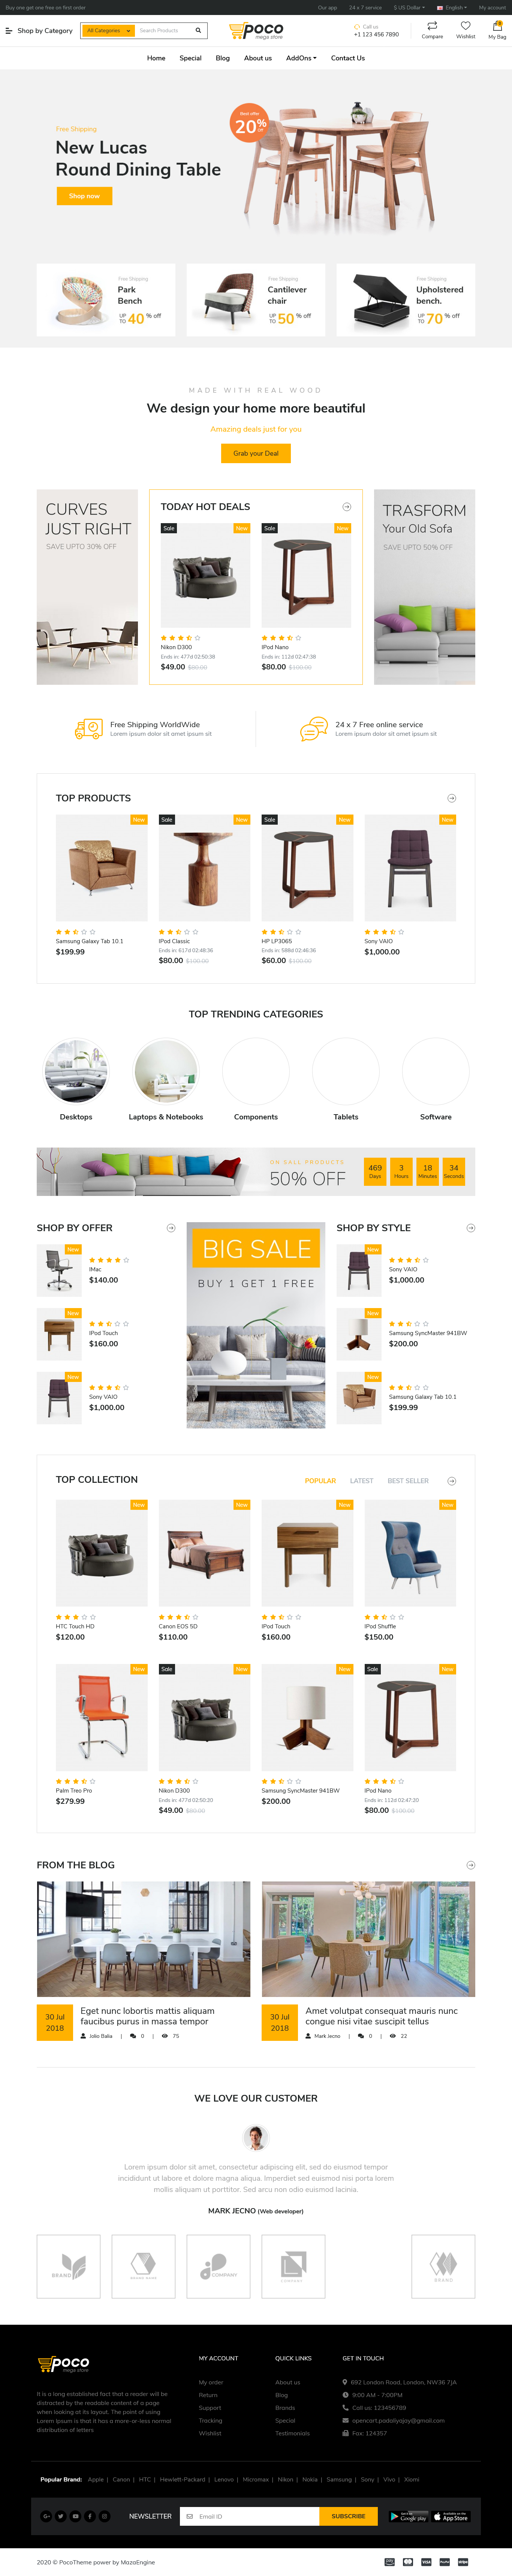 Buy one get one free on first order
Our app
24 x 7 service
$ US Dollar
English
My account
Shop by Category
All Categories
Search Products
poco
mega store
Call us
+1 123 456 7890
Compare
Wishlist
0
My Bag
Home
Special
Blog
About us
AddOns
Contact Us
Free Shipping
New Lucas
Round Dining Table
Shop now
Best offer
20%
Off
Free Shipping
Park
Bench
UP TO 40 % off
Free Shipping
Cantilever
chair
UP TO 50 % off
Free Shipping
Upholstered
bench.
UP TO 70 % off
MADE WITH REAL WOOD
We design your home more beautiful
Amazing deals just for you
Grab your Deal
CURVES
JUST RIGHT
SAVE UPTO 30% OFF
TODAY HOT DEALS
Sale
New
Nikon D300
Ends in: 477d 02:50:38
$49.00 $80.00
Sale
New
IPod Nano
Ends in: 112d 02:47:38
$80.00 $100.00
TRASFORM
Your Old Sofa
SAVE UPTO 50% OFF
Free Shipping WorldWide
Lorem ipsum dolor sit amet ipsum sit
24 x 7 Free online service
Lorem ipsum dolor sit amet ipsum sit
TOP PRODUCTS
New
Samsung Galaxy Tab 10.1
$199.99
Sale
New
IPod Classic
Ends in: 617d 02:48:36
$80.00 $100.00
Sale
New
HP LP3065
Ends in: 588d 02:46:36
$60.00 $100.00
New
Sony VAIO
$1,000.00
TOP TRENDING CATEGORIES
Desktops
Laptops & Notebooks
Components
Tablets
Software
ON SALL PRODUCTS
50% OFF
469
Days
3
Hours
18
Minutes
34
Seconds
SHOP BY OFFER
New
IMac
$140.00
New
IPod Touch
$160.00
New
Sony VAIO
$1,000.00
BIG SALE
BUY 1 GET 1 FREE
SHOP BY STYLE
New
Sony VAIO
$1,000.00
New
Samsung SyncMaster 941BW
$200.00
New
Samsung Galaxy Tab 10.1
$199.99
TOP COLLECTION
POPULAR
LATEST
BEST SELLER
New
HTC Touch HD
$120.00
New
Canon EOS 5D
$110.00
New
IPod Touch
$160.00
New
IPod Shuffle
$150.00
New
Palm Treo Pro
$279.99
Sale
New
Nikon D300
Ends in: 477d 02:50:20
$49.00 $80.00
New
Samsung SyncMaster 941BW
$200.00
Sale
New
IPod Nano
Ends in: 112d 02:47:20
$80.00 $100.00
FROM THE BLOG
30 Jul
2018
Eget nunc lobortis mattis aliquam
faucibus purus in massa tempor
Jolio Balia | 0 | 75
30 Jul
2018
Amet volutpat consequat mauris nunc
congue nisi vitae suscipit tellus
Mark Jecno | 0 | 22
WE LOVE OUR CUSTOMER
Lorem ipsum dolor sit amet, consectetur adipiscing elit, sed do eiusmod tempor
incididunt ut labore et dolore magna aliqua. Imperdiet sed euismod nisi porta lorem
mollis aliquam ut porttitor. Sed arcu non odio euismod lacinia.
MARK JECNO (Web developer)
BRAND
BRAND NAME
COMPANY
COMPANY
BRAND
poco
mega store
It is a long established fact that a reader will be
distracted by the readable content of a page
when looking at its layout. The point of using
Lorem Ipsum is that it has a more-or-less normal
distribution of letters
MY ACCOUNT
My order
Return
Support
Tracking
Wishlist
QUICK LINKS
About us
Blog
Brands
Special
Testimonials
GET IN TOUCH
692 London Road, London, NW36 7JA
9:00 AM - 7:00PM
Call us: 123456789
opencart.padaliyajay@gmail.com
Fax: 124357
Popular Brand: Apple | Canon | HTC | Hewlett-Packard | Lenovo | Micromax | Nikon | Nokia | Samsung | Sony | Vivo | Xiomi
NEWSLETTER
Email ID
SUBSCRIBE
Google play
App Store
2020 © PocoTheme power by MazaEngine
VISA